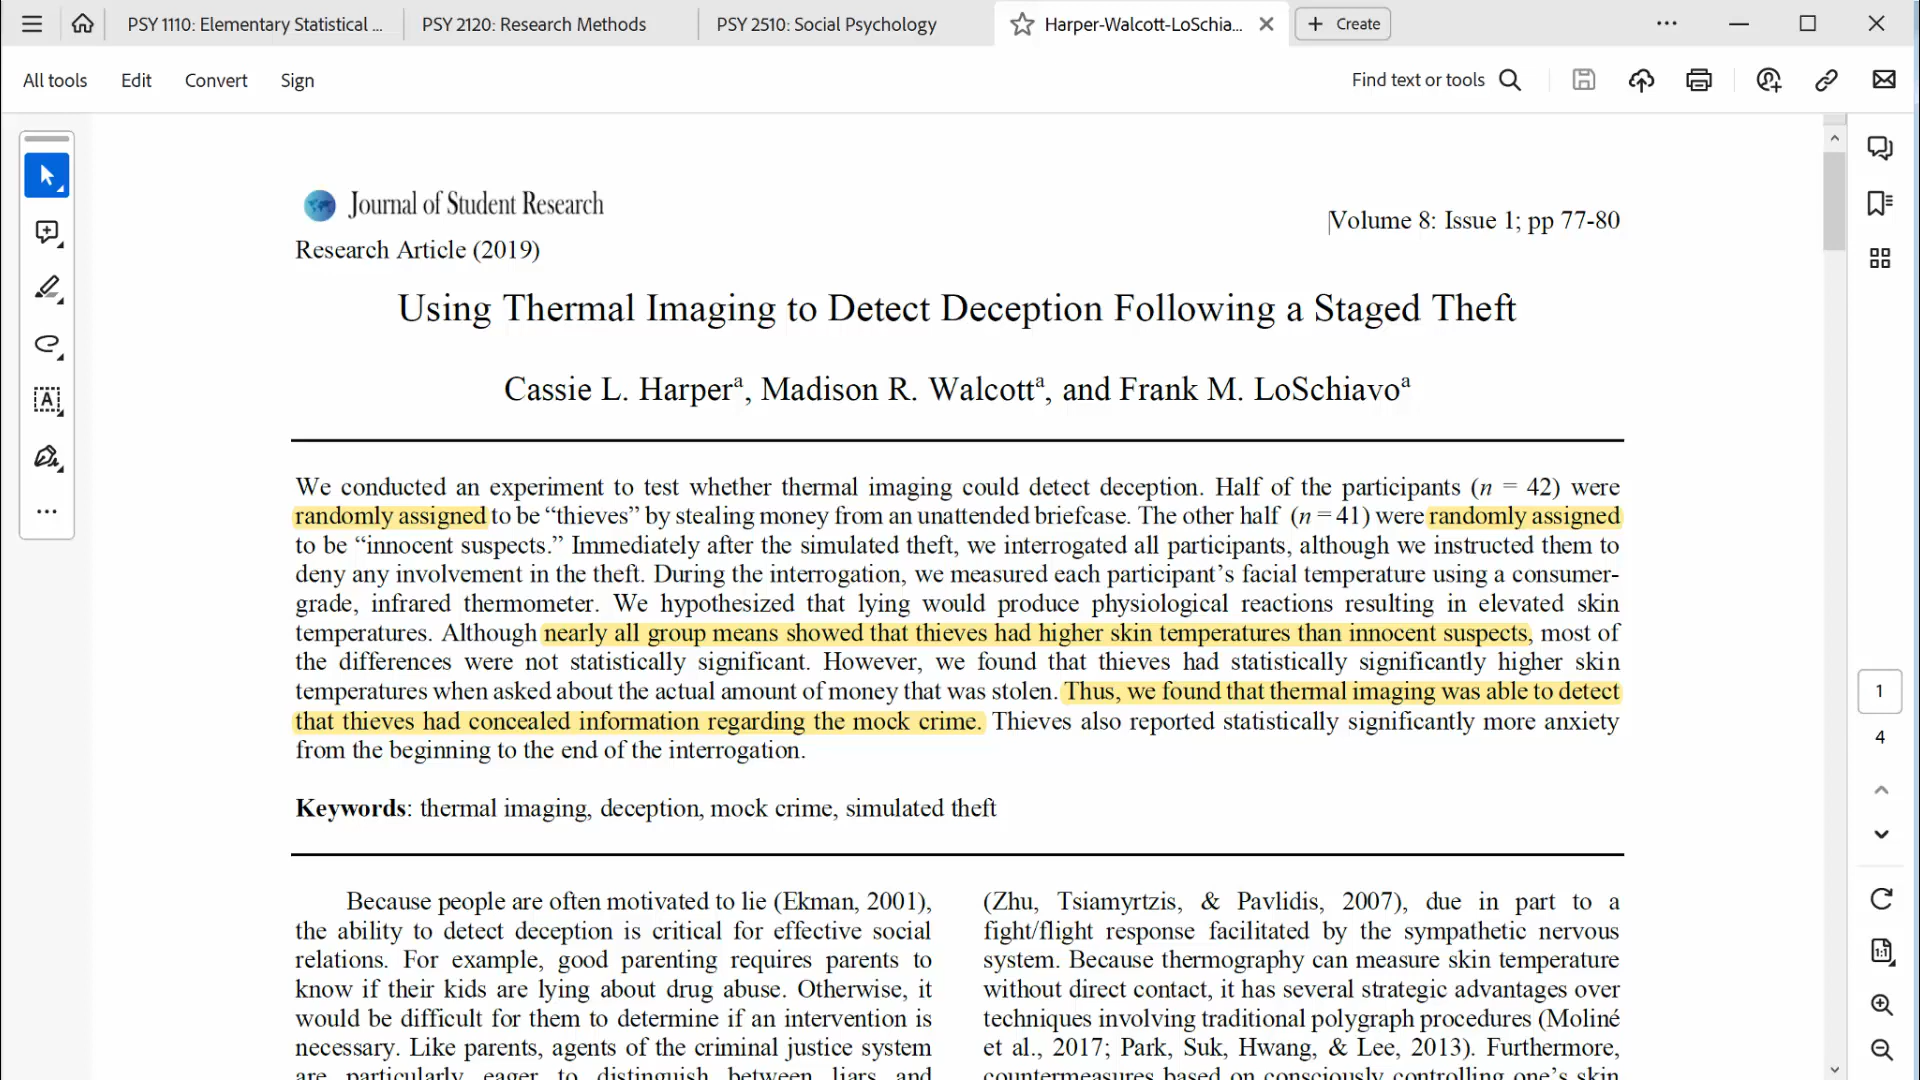 PSY 1110: Elementary Statistical ...
PSY 2120: Research Methods
PSY 2510: Social Psychology
Harper-Walcott-LoSchia...
Create
All tools
Edit
Convert
Sign
Find text or tools
Journal of Student Research
Volume 8: Issue 1; pp 77-80
Research Article (2019)
Using Thermal Imaging to Detect Deception Following a Staged Theft
Cassie L. Harperᵃ, Madison R. Walcottᵃ, and Frank M. LoSchiavoᵃ
We conducted an experiment to test whether thermal imaging could detect deception. Half of the participants (n = 42) were
randomly assigned to be “thieves” by stealing money from an unattended briefcase. The other half (n = 41) were randomly assigned
to be “innocent suspects.” Immediately after the simulated theft, we interrogated all participants, although we instructed them to
deny any involvement in the theft. During the interrogation, we measured each participant’s facial temperature using a consumer-
grade, infrared thermometer. We hypothesized that lying would produce physiological reactions resulting in elevated skin
temperatures. Although nearly all group means showed that thieves had higher skin temperatures than innocent suspects, most of
the differences were not statistically significant. However, we found that thieves had statistically significantly higher skin
temperatures when asked about the actual amount of money that was stolen. Thus, we found that thermal imaging was able to detect
that thieves had concealed information regarding the mock crime. Thieves also reported statistically significantly more anxiety
from the beginning to the end of the interrogation.
Keywords: thermal imaging, deception, mock crime, simulated theft
Because people are often motivated to lie (Ekman, 2001),
the ability to detect deception is critical for effective social
relations. For example, good parenting requires parents to
know if their kids are lying about drug abuse. Otherwise, it
would be difficult for them to determine if an intervention is
necessary. Like parents, agents of the criminal justice system
are particularly eager to distinguish between liars and
(Zhu, Tsiamyrtzis, & Pavlidis, 2007), due in part to a
fight/flight response facilitated by the sympathetic nervous
system. Because thermography can measure skin temperature
without direct contact, it has several strategic advantages over
techniques involving traditional polygraph procedures (Moliné
et al., 2017; Park, Suk, Hwang, & Lee, 2013). Furthermore,
countermeasures based on consciously controlling one’s skin
1
4
1:1